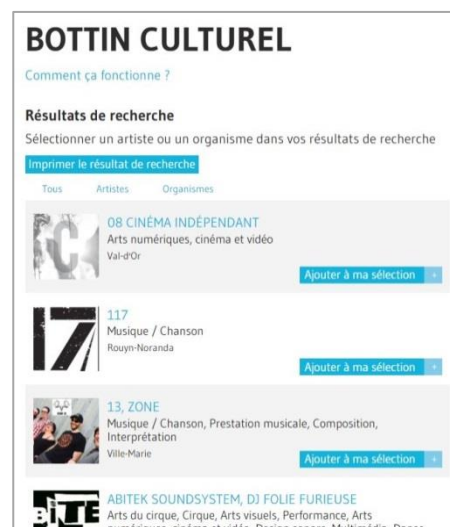 BOTTIN CULTUREL
Comment ça fonctionne ?
Résultats de recherche
Sélectionner un artiste ou un organisme dans vos résultats de recherche
Imprimer le résultat de recherche
Tous Artistes Organismes
08 CINÉMA INDÉPENDANT
Arts numériques, cinéma et vidéo
Val-d'Or
Ajouter à ma sélection +
117
Musique / Chanson
Rouyn-Noranda
Ajouter à ma sélection +
13, ZONE
Musique / Chanson, Prestation musicale, Composition,
Interprétation
Ville-Marie
Ajouter à ma sélection +
ABITEK SOUNDSYSTEM, DJ FOLIE FURIEUSE
Arts du cirque, Cirque, Arts visuels, Performance, Arts